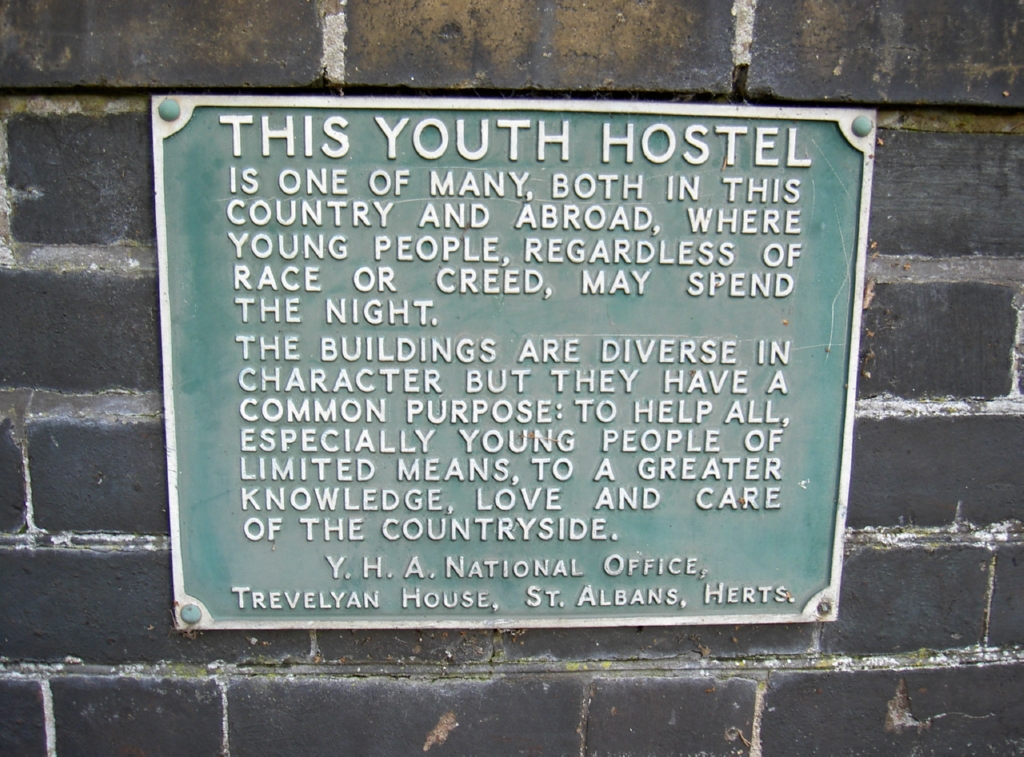 THIS YOUTH HOSTEL
IS ONE OF MANY, BOTH IN THIS
COUNTRY AND ABROAD, WHERE
YOUNG PEOPLE, REGARDLESS OF
RACE OR CREED, MAY SPEND
THE NIGHT.
THE BUILDINGS ARE DIVERSE IN
CHARACTER BUT THEY HAVE A
COMMON PURPOSE: TO HELP ALL,
ESPECIALLY YOUNG PEOPLE OF
LIMITED MEANS, TO A GREATER
KNOWLEDGE, LOVE AND CARE
OF THE COUNTRYSIDE.
Y. H. A. NATIONAL OFFICE,
TREVELYAN HOUSE, ST. ALBANS, HERTS.